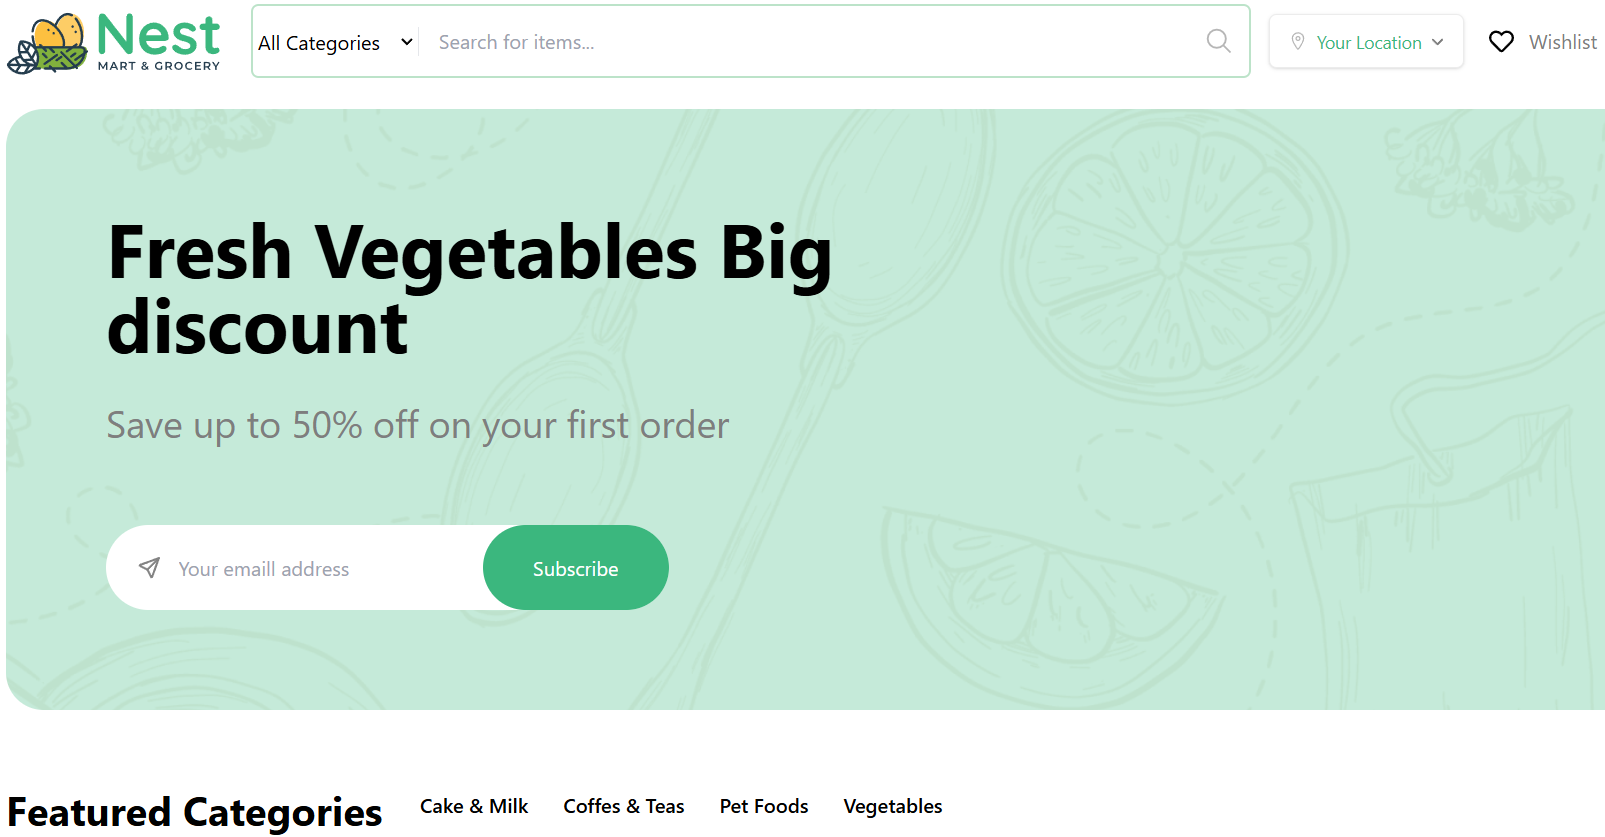 Nest
MART & GROCERY
All Categories
Search for items...
Your Location
Wishlist
Fresh Vegetables Big
discount
Save up to 50% off on your first order
Your emaill address
Subscribe
Featured Categories
Cake & Milk
Coffes & Teas
Pet Foods
Vegetables